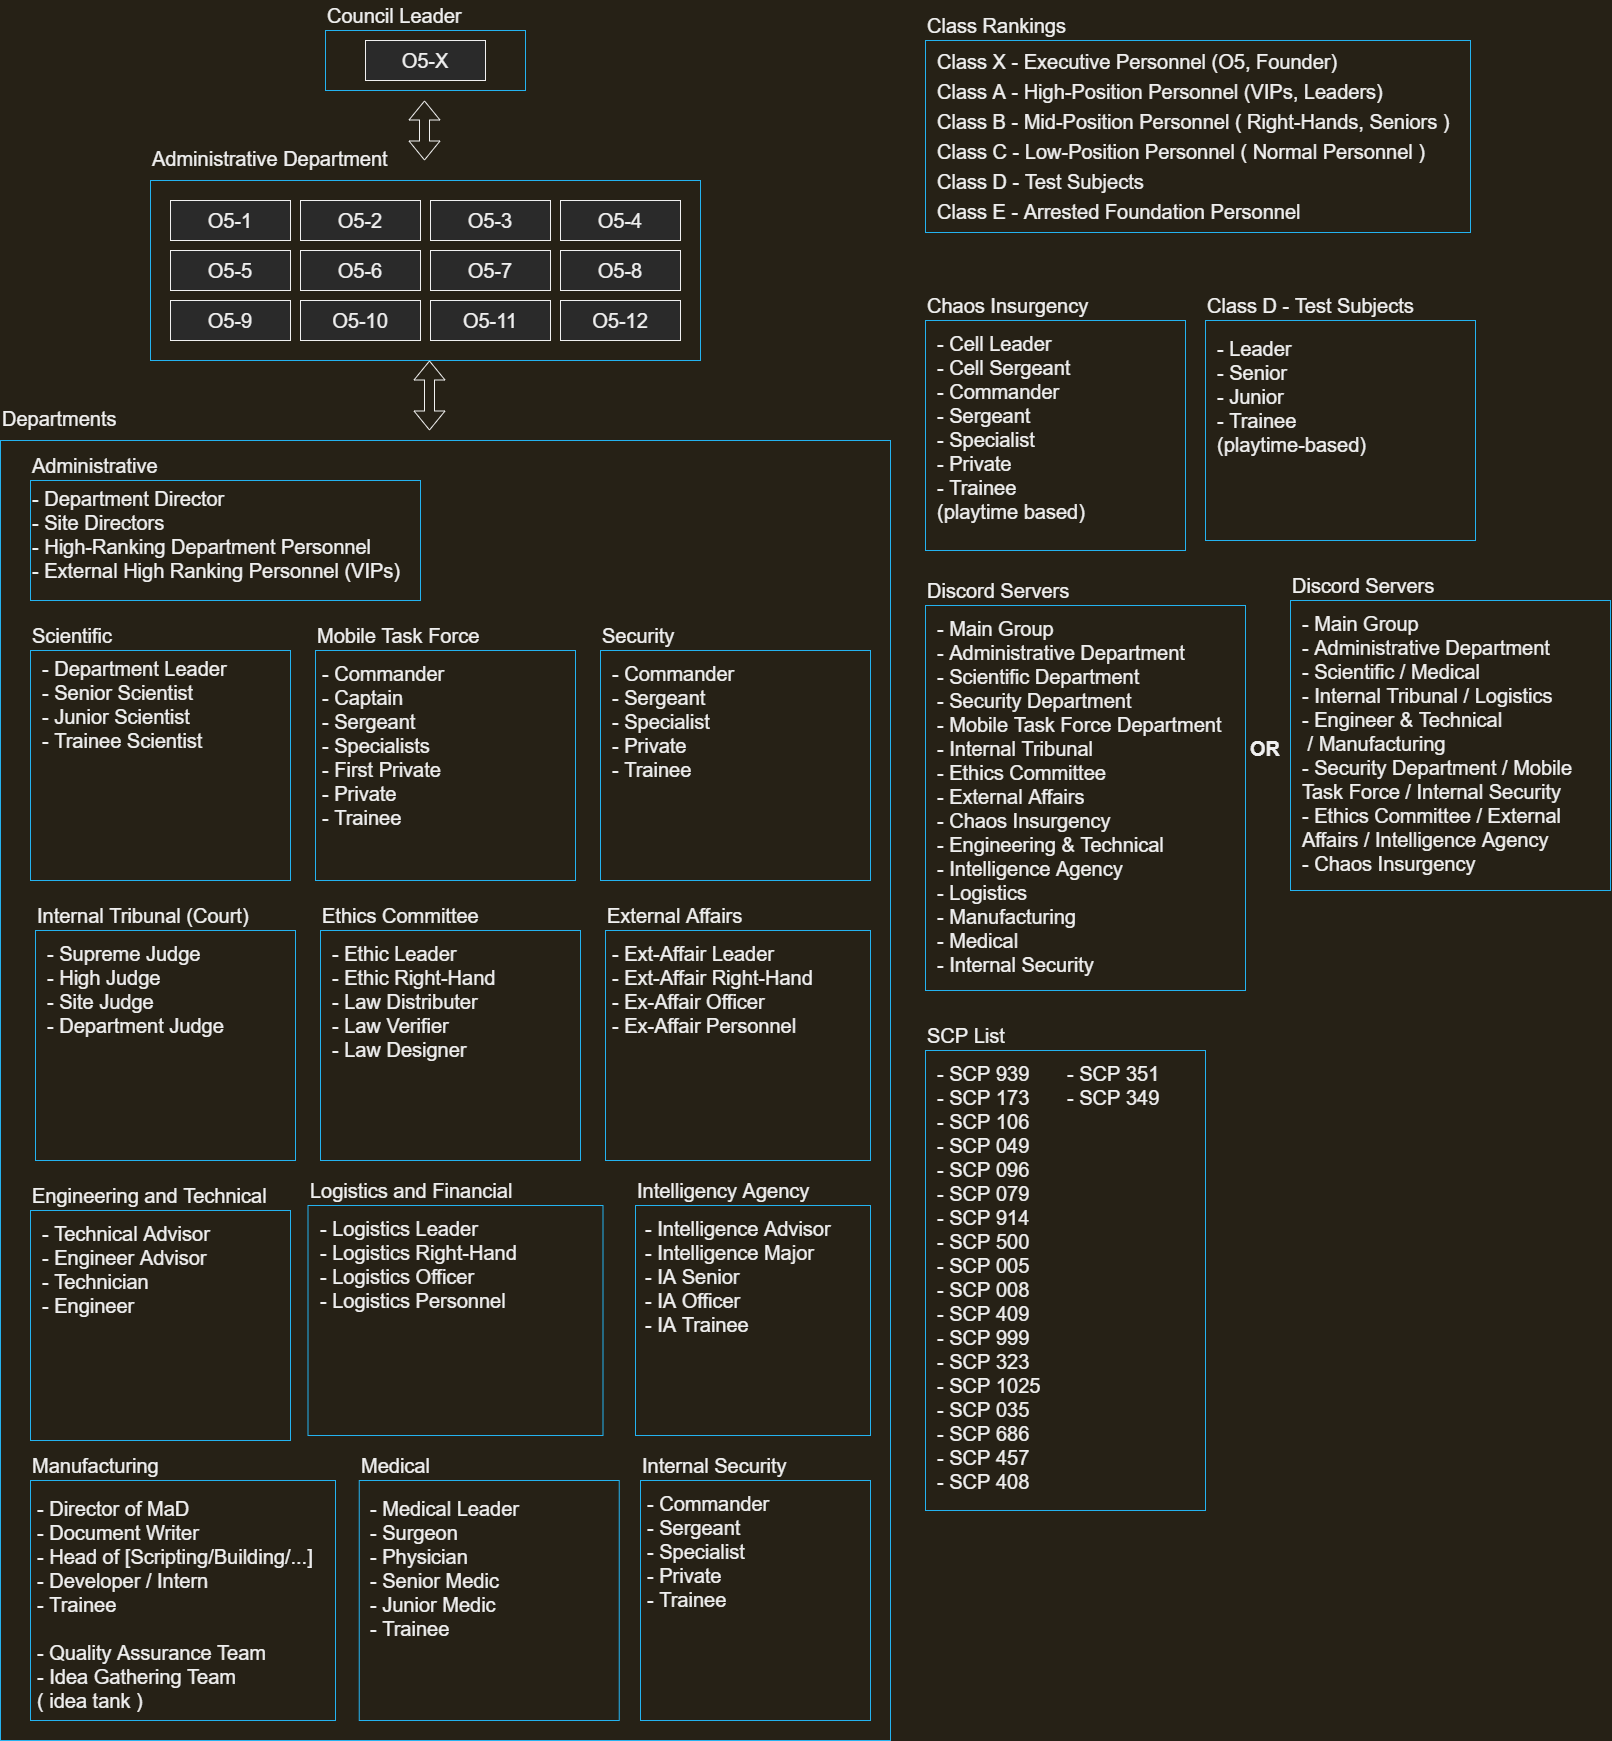 Council Leader
O5-X
Administrative Department
O5-1
O5-2
O5-3
O5-4
O5-5
O5-6
O5-7
O5-8
O5-9
O5-10
O5-11
O5-12
Departments
Administrative
- Department Director
- Site Directors
- High-Ranking Department Personnel
- External High Ranking Personnel (VIPs)
Scientific
- Department Leader
- Senior Scientist
- Junior Scientist
- Trainee Scientist
Mobile Task Force
- Commander
- Captain
- Sergeant
- Specialists
- First Private
- Private
- Trainee
Security
- Commander
- Sergeant
- Specialist
- Private
- Trainee
Internal Tribunal (Court)
- Supreme Judge
- High Judge
- Site Judge
- Department Judge
Ethics Committee
- Ethic Leader
- Ethic Right-Hand
- Law Distributer
- Law Verifier
- Law Designer
External Affairs
- Ext-Affair Leader
- Ext-Affair Right-Hand
- Ex-Affair Officer
- Ex-Affair Personnel
Engineering and Technical
- Technical Advisor
- Engineer Advisor
- Technician
- Engineer
Logistics and Financial
- Logistics Leader
- Logistics Right-Hand
- Logistics Officer
- Logistics Personnel
Intelligency Agency
- Intelligence Advisor
- Intelligence Major
- IA Senior
- IA Officer
- IA Trainee
Manufacturing
- Director of MaD
- Document Writer
- Head of [Scripting/Building/...]
- Developer / Intern
- Trainee
- Quality Assurance Team
- Idea Gathering Team
( idea tank )
Medical
- Medical Leader
- Surgeon
- Physician
- Senior Medic
- Junior Medic
- Trainee
Internal Security
- Commander
- Sergeant
- Specialist
- Private
- Trainee
Class Rankings
Class X - Executive Personnel (O5, Founder)
Class A - High-Position Personnel (VIPs, Leaders)
Class B - Mid-Position Personnel ( Right-Hands, Seniors )
Class C - Low-Position Personnel ( Normal Personnel )
Class D - Test Subjects
Class E - Arrested Foundation Personnel
Chaos Insurgency
- Cell Leader
- Cell Sergeant
- Commander
- Sergeant
- Specialist
- Private
- Trainee
(playtime based)
Class D - Test Subjects
- Leader
- Senior
- Junior
- Trainee
(playtime-based)
Discord Servers
- Main Group
- Administrative Department
- Scientific Department
- Security Department
- Mobile Task Force Department
- Internal Tribunal
- Ethics Committee
- External Affairs
- Chaos Insurgency
- Engineering & Technical
- Intelligence Agency
- Logistics
- Manufacturing
- Medical
- Internal Security
OR
Discord Servers
- Main Group
- Administrative Department
- Scientific / Medical
- Internal Tribunal / Logistics
- Engineer & Technical
/ Manufacturing
- Security Department / Mobile
Task Force / Internal Security
- Ethics Committee / External
Affairs / Intelligence Agency
- Chaos Insurgency
SCP List
- SCP 939
- SCP 173
- SCP 106
- SCP 049
- SCP 096
- SCP 079
- SCP 914
- SCP 500
- SCP 005
- SCP 008
- SCP 409
- SCP 999
- SCP 323
- SCP 1025
- SCP 035
- SCP 686
- SCP 457
- SCP 408
- SCP 351
- SCP 349